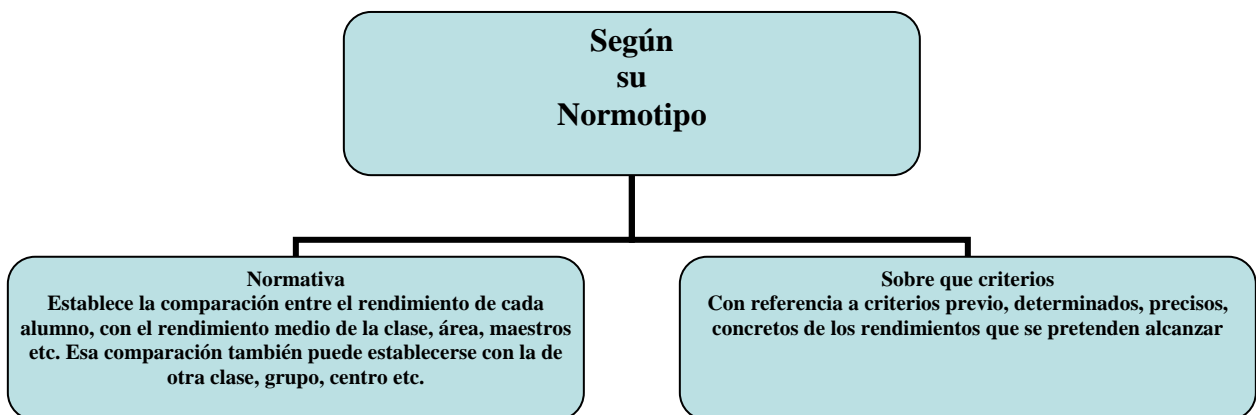 Según
su
Normotipo
Normativa
Establece la comparación entre el rendimiento de cada
alumno, con el rendimiento medio de la clase, área, maestros
etc. Esa comparación también puede establecerse con la de
otra clase, grupo, centro etc.
Sobre que criterios
Con referencia a criterios previo, determinados, precisos,
concretos de los rendimientos que se pretenden alcanzar